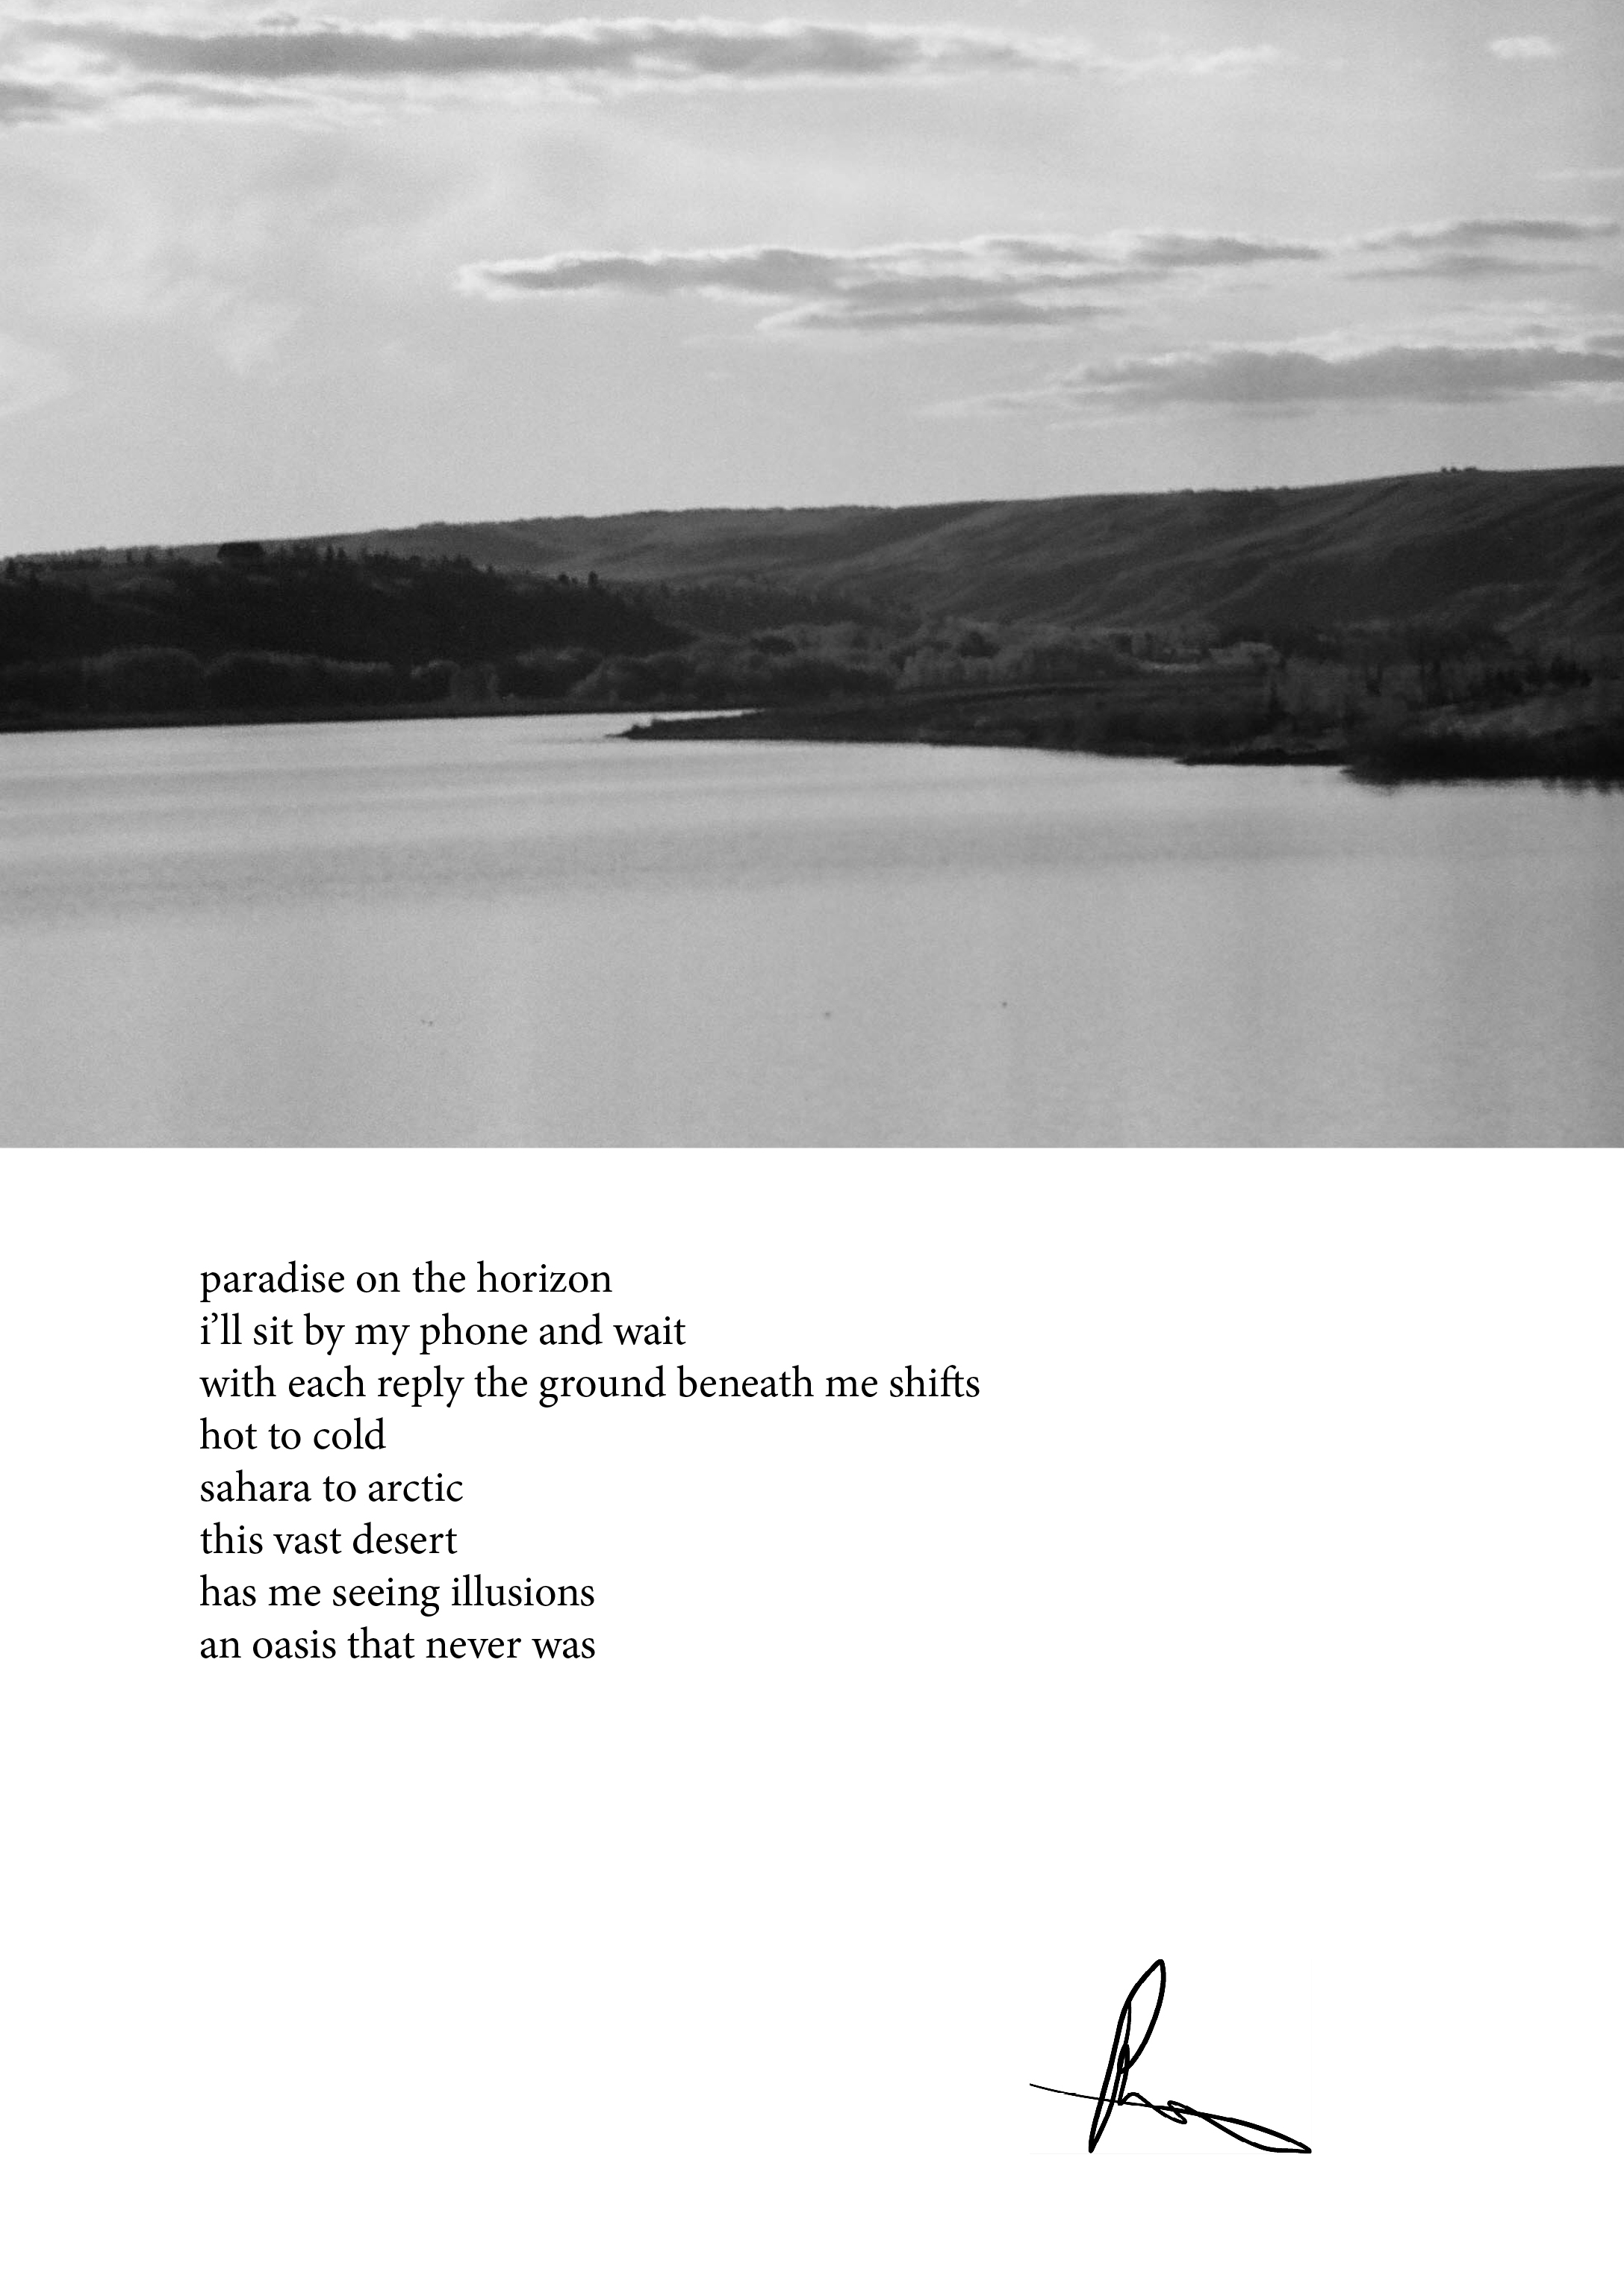 paradise on the horizon
i’ll sit by my phone and wait
with each reply the ground beneath me shifts
hot to cold
sahara to arctic
this vast desert
has me seeing illusions
an oasis that never was